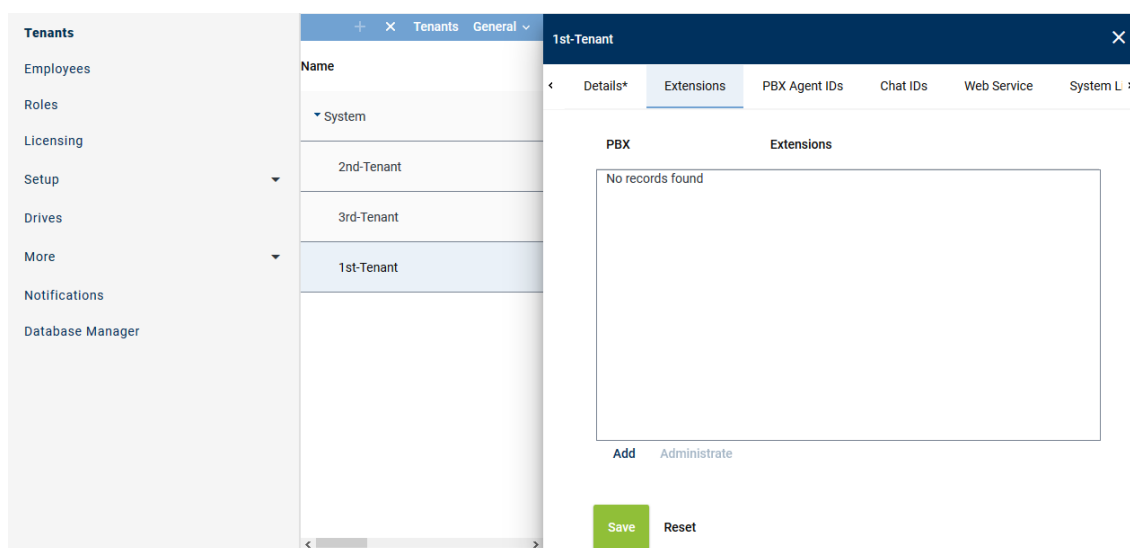 Tenants
Employees
Roles
Licensing
Setup
Drives
More
Notifications
Database Manager
+ × Tenants General
Name
System
2nd-Tenant
3rd-Tenant
1st-Tenant
1st-Tenant
Details* Extensions PBX Agent IDs Chat IDs Web Service System Li
PBX Extensions
No records found
Add Administrate
Save Reset